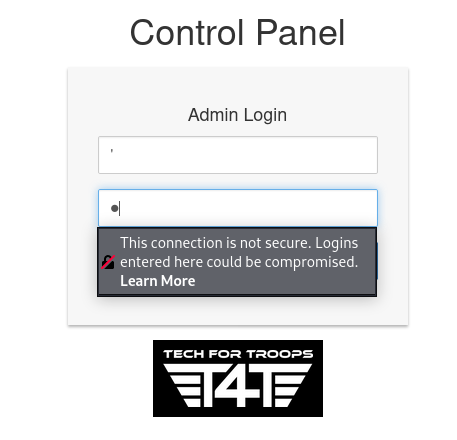 Control Panel
Admin Login
'
●
This connection is not secure. Logins
entered here could be compromised.
Learn More
TECH FOR TROOPS
T4T